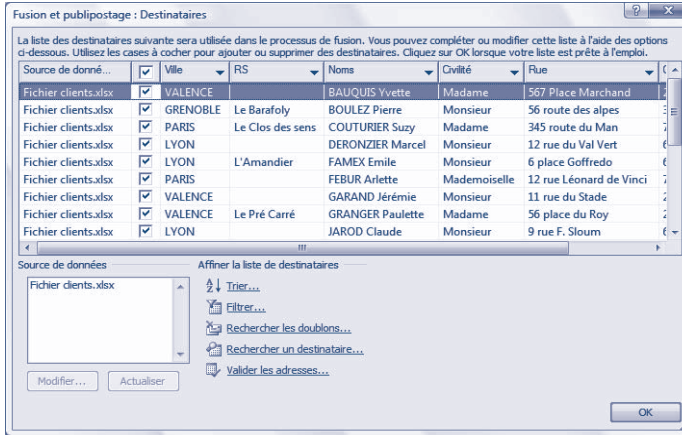 Fusion et publipostage : Destinataires
La liste des destinataires suivante sera utilisée dans le processus de fusion. Vous pouvez compléter ou modifier cette liste à l'aide des options
ci-dessous. Utilisez les cases à cocher pour ajouter ou supprimer des destinataires. Cliquez sur OK lorsque votre liste est prête à l'emploi.
Source de donné... Ville RS Noms Civilité Rue
Fichier clients.xlsx VALENCE BAUQUIS Yvette Madame 567 Place Marchand
Fichier clients.xlsx GRENOBLE Le Barafoly BOULEZ Pierre Monsieur 56 route des alpes
Fichier clients.xlsx PARIS Le Clos des sens COUTURIER Suzy Madame 345 route du Man
Fichier clients.xlsx LYON DERONZIER Marcel Monsieur 12 rue du Val Vert
Fichier clients.xlsx LYON L'Amandier FAMEX Emile Monsieur 6 place Goffredo
Fichier clients.xlsx PARIS FEBUR Arlette Mademoiselle 12 rue Léonard de Vinci
Fichier clients.xlsx VALENCE GARAND Jérémie Monsieur 11 rue du Stade
Fichier clients.xlsx VALENCE Le Pré Carré GRANGER Paulette Madame 56 place du Roy
Fichier clients.xlsx LYON JAROD Claude Monsieur 9 rue F. Sloum
Source de données Affiner la liste de destinataires
Fichier clients.xlsx
Trier...
Filtrer...
Rechercher les doublons...
Rechercher un destinataire...
Valider les adresses...
Modifier... Actualiser
OK